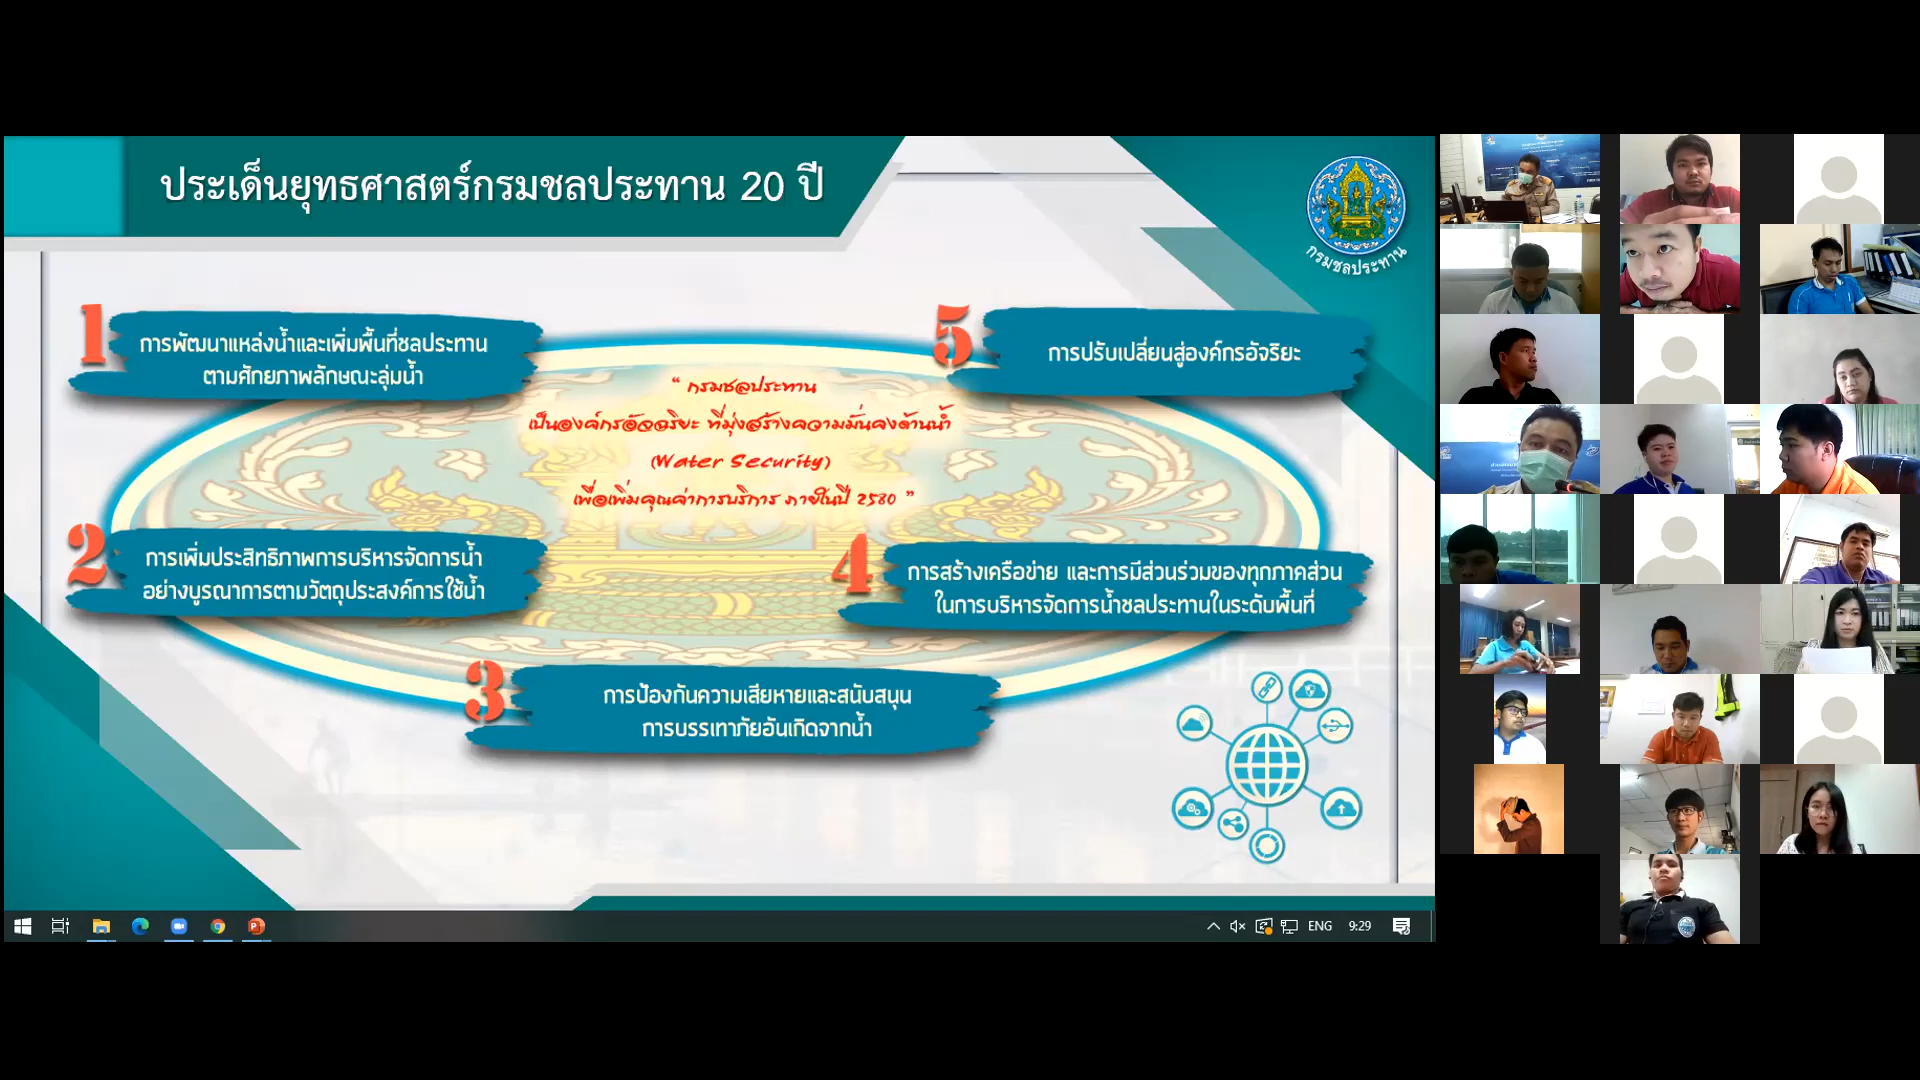 ประเด็นยุทธศาสตร์กรมชลประทาน 20 ปี
กรมชลประทาน
1
การพัฒนาแหล่งน้ำและเพิ่มพื้นที่ชลประทาน
ตามศักยภาพลักษณะลุ่มน้ำ
5
การปรับเปลี่ยนสู่องค์กรอัจริยะ
“ กรมชลประทาน
เป็นองค์กรอัจฉริยะ ที่มุ่งสร้างความมั่นคงด้านน้ำ
(Water Security)
เพื่อเพิ่มคุณค่าการบริการ ภายในปี 2580 ”
2
การเพิ่มประสิทธิภาพการบริหารจัดการน้ำ
อย่างบูรณาการตามวัตถุประสงค์การใช้น้ำ
4
การสร้างเครือข่าย และการมีส่วนร่วมของทุกภาคส่วน
ในการบริหารจัดการน้ำชลประทานในระดับพื้นที่
3
การป้องกันความเสียหายและสนับสนุน
การบรรเทาภัยอันเกิดจากน้ำ
ENG 9:29